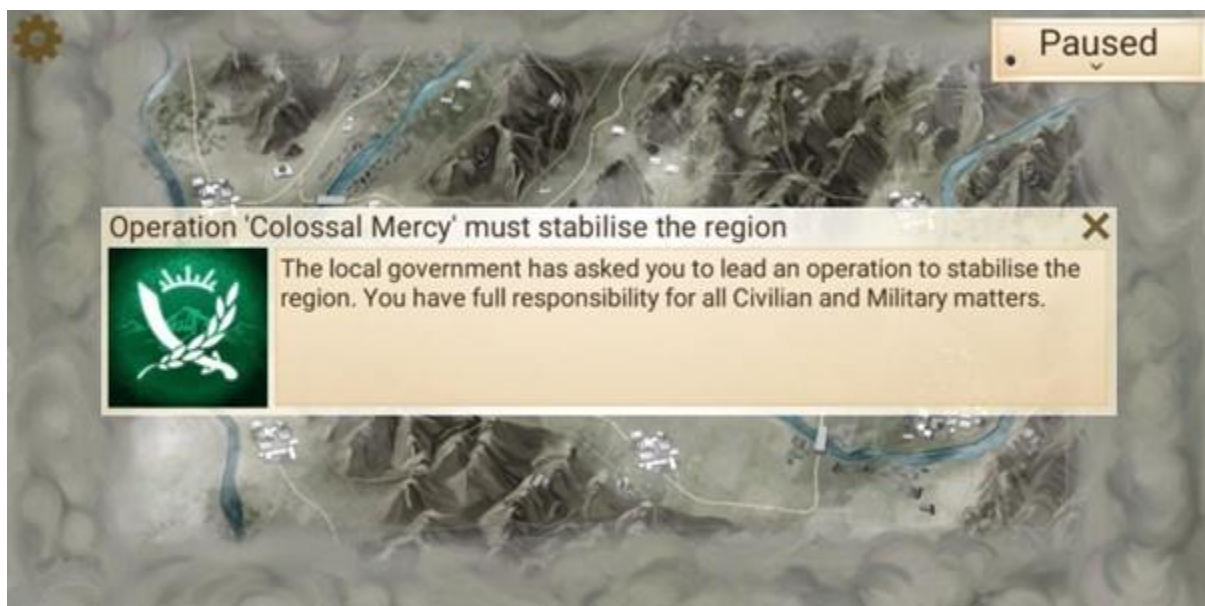 Paused
Operation 'Colossal Mercy' must stabilise the region
The local government has asked you to lead an operation to stabilise the
region. You have full responsibility for all Civilian and Military matters.